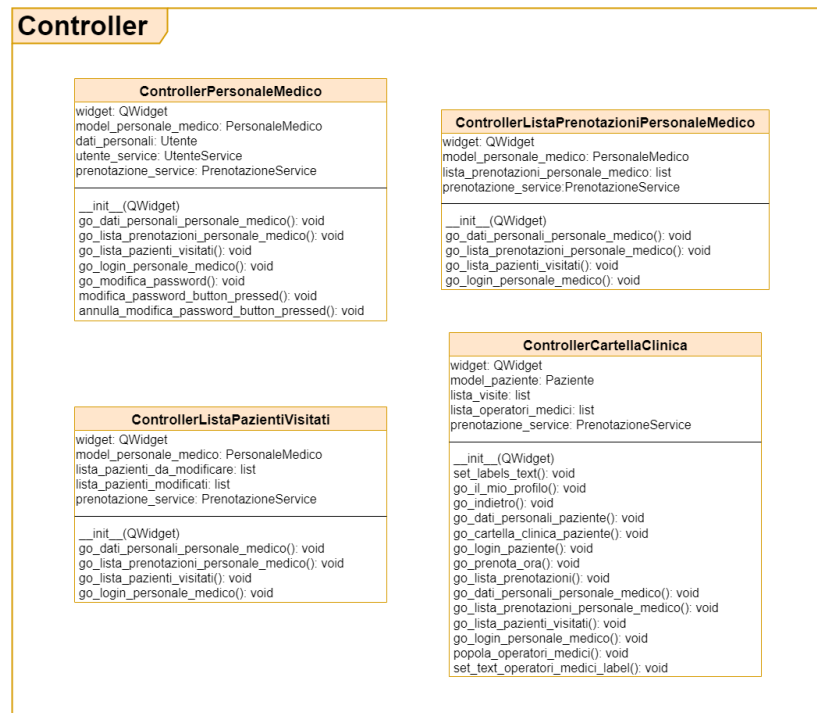 Controller
ControllerPersonaleMedico
widget: QWidget
model_personale_medico: PersonaleMedico
dati_personali: Utente
utente_service: UtenteService
prenotazione_service: PrenotazioneService
__init__(QWidget)
go_dati_personali_personale_medico(): void
go_lista_prenotazioni_personale_medico(): void
go_lista_pazienti_visitati(): void
go_login_personale_medico(): void
go_modifica_password(): void
modifica_password_button_pressed(): void
annulla_modifica_password_button_pressed(): void
ControllerListaPrenotazioniPersonaleMedico
widget: QWidget
model_personale_medico: PersonaleMedico
lista_prenotazioni_personale_medico: list
prenotazione_service:PrenotazioneService
__init__(QWidget)
go_dati_personali_personale_medico(): void
go_lista_prenotazioni_personale_medico(): void
go_lista_pazienti_visitati(): void
go_login_personale_medico(): void
ControllerListaPazientiVisitati
widget: QWidget
model_personale_medico: PersonaleMedico
lista_pazienti_da_modificare: list
lista_pazienti_modificati: list
prenotazione_service: PrenotazioneService
__init__(QWidget)
go_dati_personali_personale_medico(): void
go_lista_prenotazioni_personale_medico(): void
go_lista_pazienti_visitati(): void
go_login_personale_medico(): void
ControllerCartellaClinica
widget: QWidget
model_paziente: Paziente
lista_visite: list
lista_operatori_medici: list
prenotazione_service: PrenotazioneService
__init__(QWidget)
set_labels_text(): void
go_il_mio_profilo(): void
go_indietro(): void
go_dati_personali_paziente(): void
go_cartella_clinica_paziente(): void
go_login_paziente(): void
go_prenota_ora(): void
go_lista_prenotazioni(): void
go_dati_personali_personale_medico(): void
go_lista_prenotazioni_personale_medico(): void
go_lista_pazienti_visitati(): void
go_login_personale_medico(): void
popola_operatori_medici(): void
set_text_operatori_medici_label(): void